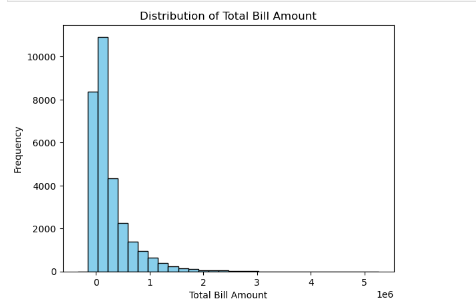 Distribution of Total Bill Amount
10000
8000
6000
4000
2000
0
Frequency
0 1 2 3 4 5
1e6
Total Bill Amount